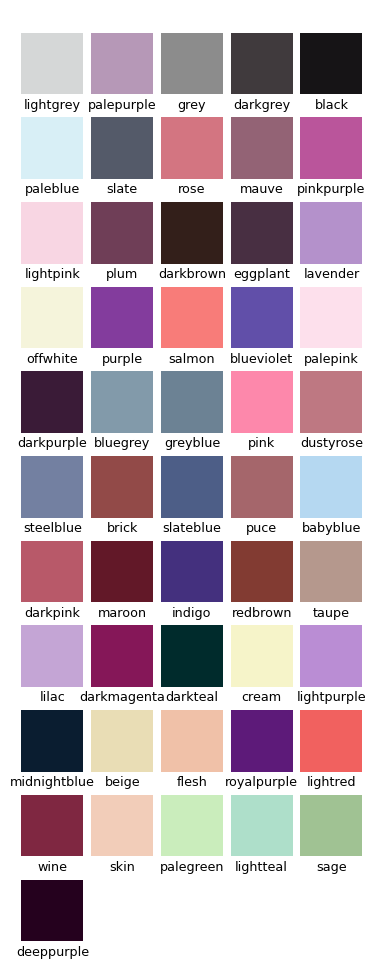 lightgrey palepurple grey darkgrey black
paleblue slate rose mauve pinkpurple
lightpink plum darkbrown eggplant lavender
offwhite purple salmon blueviolet palepink
darkpurple bluegrey greyblue pink dustyrose
steelblue brick slateblue puce babyblue
darkpink maroon indigo redbrown taupe
lilac darkmagenta darkteal cream lightpurple
midnightblue beige flesh royalpurple lightred
wine skin palegreen lightteal sage
deeppurple